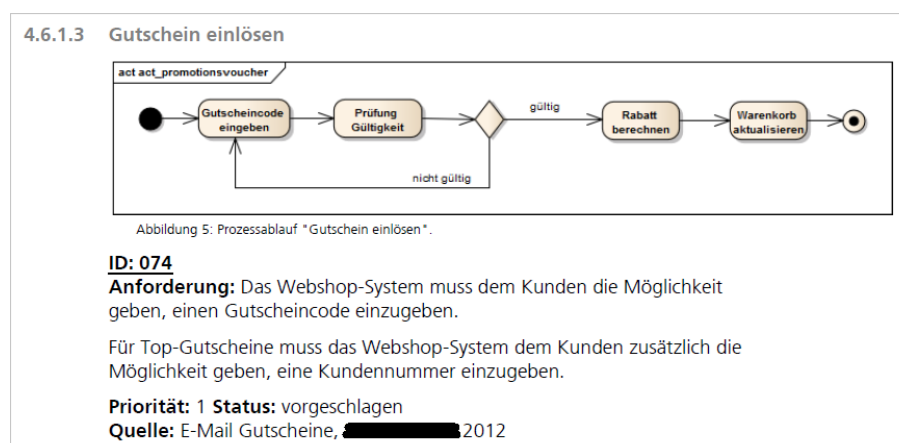 4.6.1.3 Gutschein einlösen
act act_promotionsvoucher
Gutscheincode
eingeben
Prüfung
Gültigkeit
gültig
Rabatt
berechnen
Warenkorb
aktualisieren
nicht gültig
Abbildung 5: Prozessablauf "Gutschein einlösen".
ID: 074
Anforderung: Das Webshop-System muss dem Kunden die Möglichkeit
geben, einen Gutscheincode einzugeben.
Für Top-Gutscheine muss das Webshop-System dem Kunden zusätzlich die
Möglichkeit geben, eine Kundennummer einzugeben.
Priorität: 1 Status: vorgeschlagen
Quelle: E-Mail Gutscheine, 2012